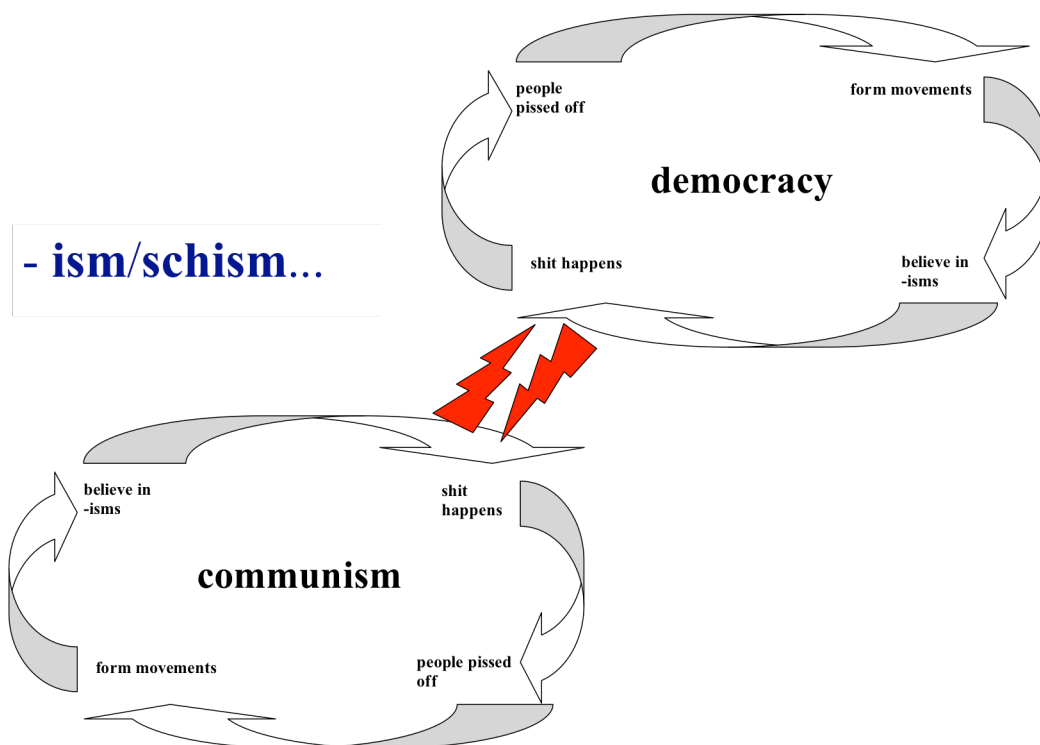 people
pissed off
form movements
democracy
- ism/schism...
shit happens
believe in
-isms
believe in
-isms
shit
happens
communism
form movements
people pissed
off